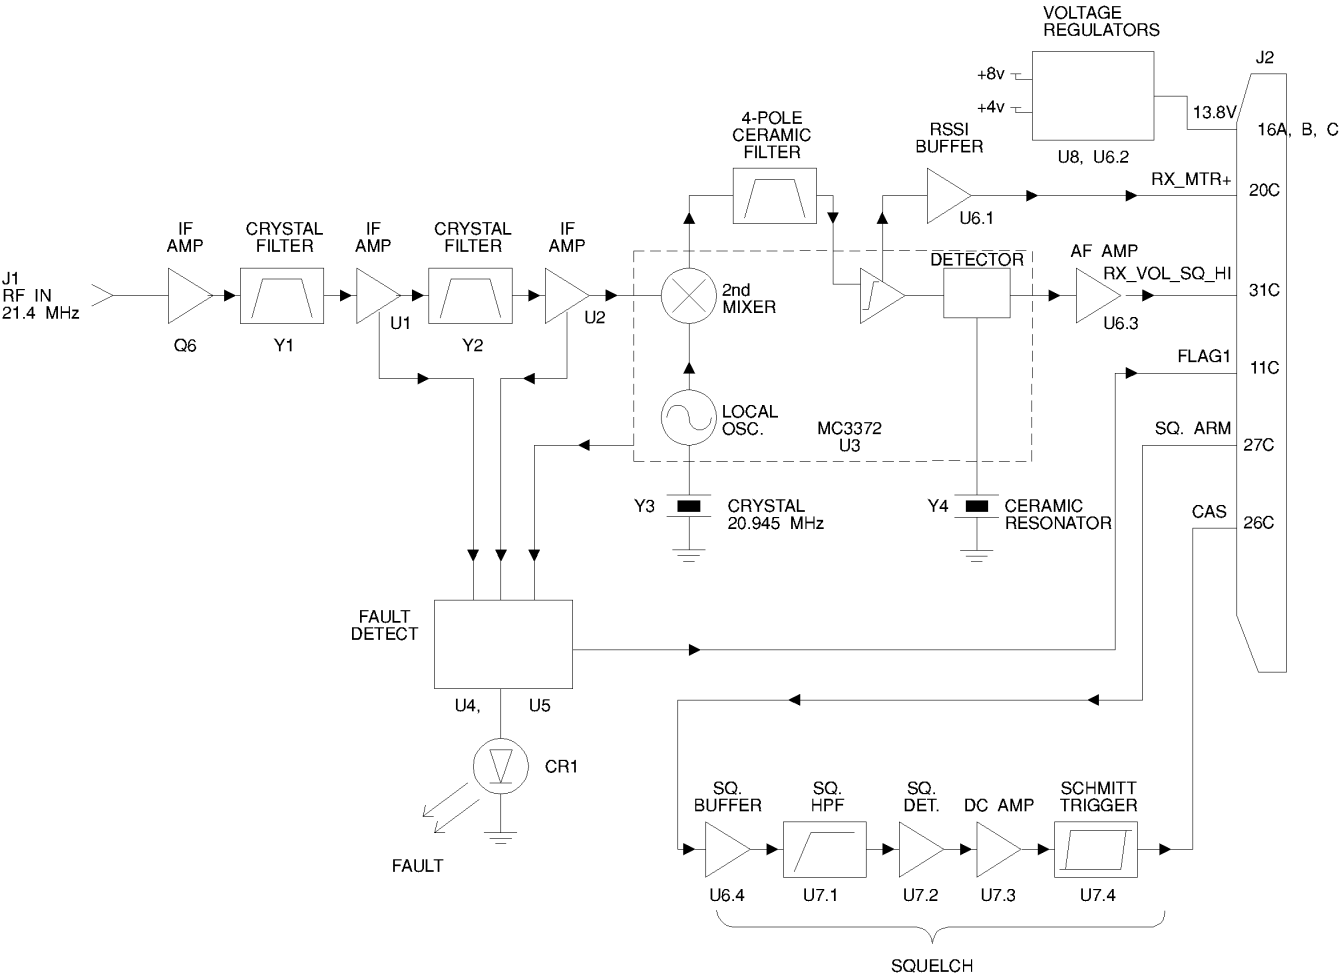 VOLTAGE
REGULATORS
J2
+8v
+4v
13.8V
16A, B, C
U8, U6.2
4-POLE
CERAMIC
FILTER
RSSI
BUFFER
U6.1
RX_MTR+
20C
IF
AMP
CRYSTAL
FILTER
IF
AMP
CRYSTAL
FILTER
IF
AMP
J1
RF IN
21.4 MHz
Q6
Y1
U1
Y2
U2
2nd
MIXER
DETECTOR
AF AMP
RX_VOL_SQ_HI
31C
U6.3
FLAG1
11C
LOCAL
OSC.
MC3372
U3
SQ. ARM
27C
Y3
CRYSTAL
20.945 MHz
Y4
CERAMIC
RESONATOR
CAS
26C
FAULT
DETECT
U4, U5
CR1
FAULT
SQ.
BUFFER
SQ.
HPF
SQ.
DET.
DC AMP
SCHMITT
TRIGGER
U6.4
U7.1
U7.2
U7.3
U7.4
SQUELCH